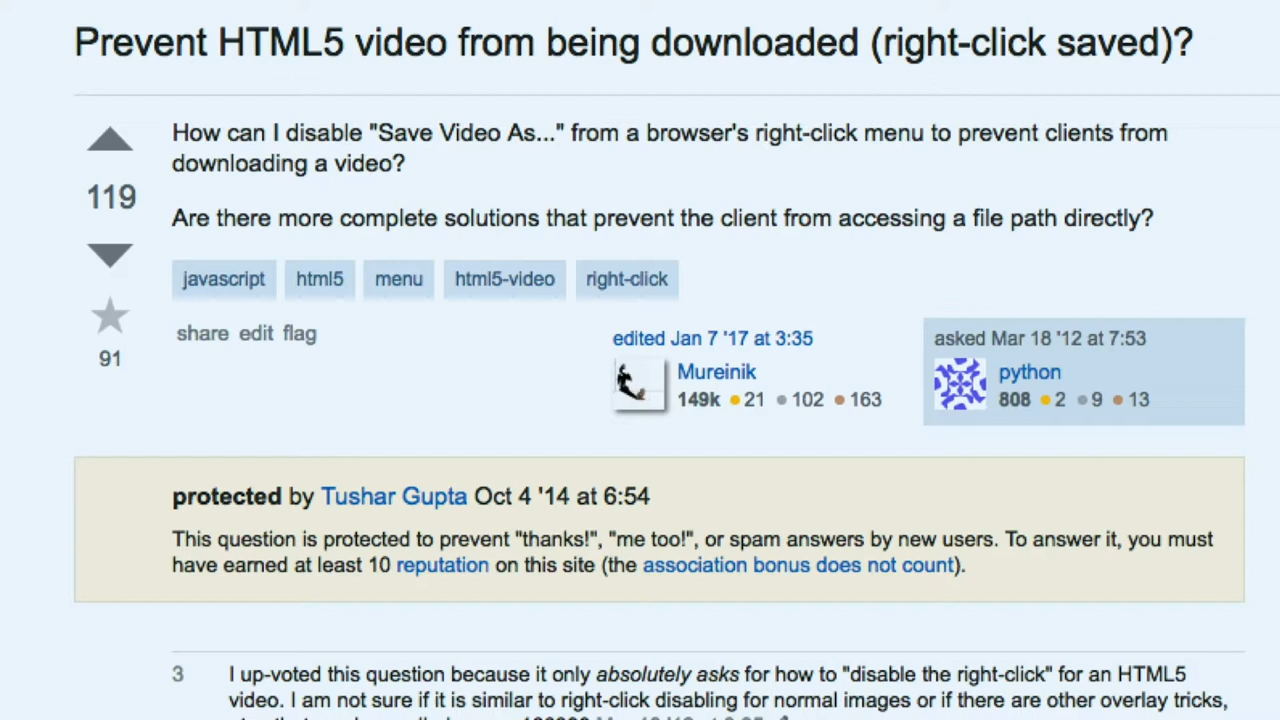 Prevent HTML5 video from being downloaded (right-click saved)?
How can I disable "Save Video As..." from a browser's right-click menu to prevent clients from
downloading a video?
119
Are there more complete solutions that prevent the client from accessing a file path directly?
javascript html5 menu html5-video right-click
share edit flag
91
edited Jan 7 '17 at 3:35
Mureinik
149k 21 102 163
asked Mar 18 '12 at 7:53
python
808 2 9 13
protected by Tushar Gupta Oct 4 '14 at 6:54
This question is protected to prevent "thanks!", "me too!", or spam answers by new users. To answer it, you must
have earned at least 10 reputation on this site (the association bonus does not count).
3 I up-voted this question because it only absolutely asks for how to "disable the right-click" for an HTML5
video. I am not sure if it is similar to right-click disabling for normal images or if there are other overlay tricks,